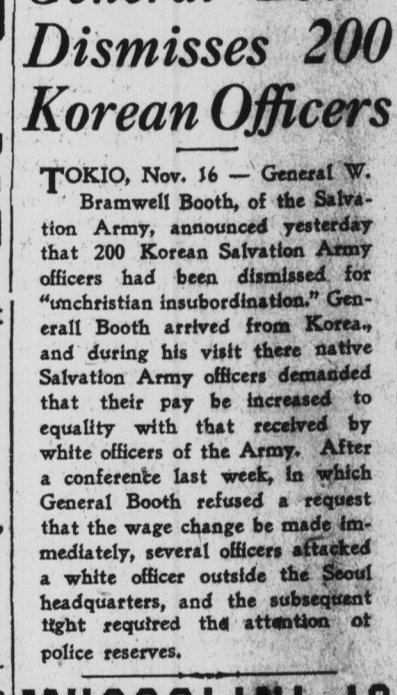 General
Dismisses 200
Korean Officers
TOKIO, Nov. 16 — General W.
Bramwell Booth, of the Salva-
tion Army, announced yesterday
that 200 Korean Salvation Army
officers had been dismissed for
"unchristian insubordination." Gen-
erall Booth arrived from Korea.,
and during his visit there native
Salvation Army officers demanded
that their pay be increased to
equality with that received by
white officers of the Army. After
a conference last week, in which
General Booth refused a request
that the wage change be made im-
mediately, several officers attacked
a white officer outside the Seoul
headquarters, and the subsequent
tight required the attention of
police reserves.